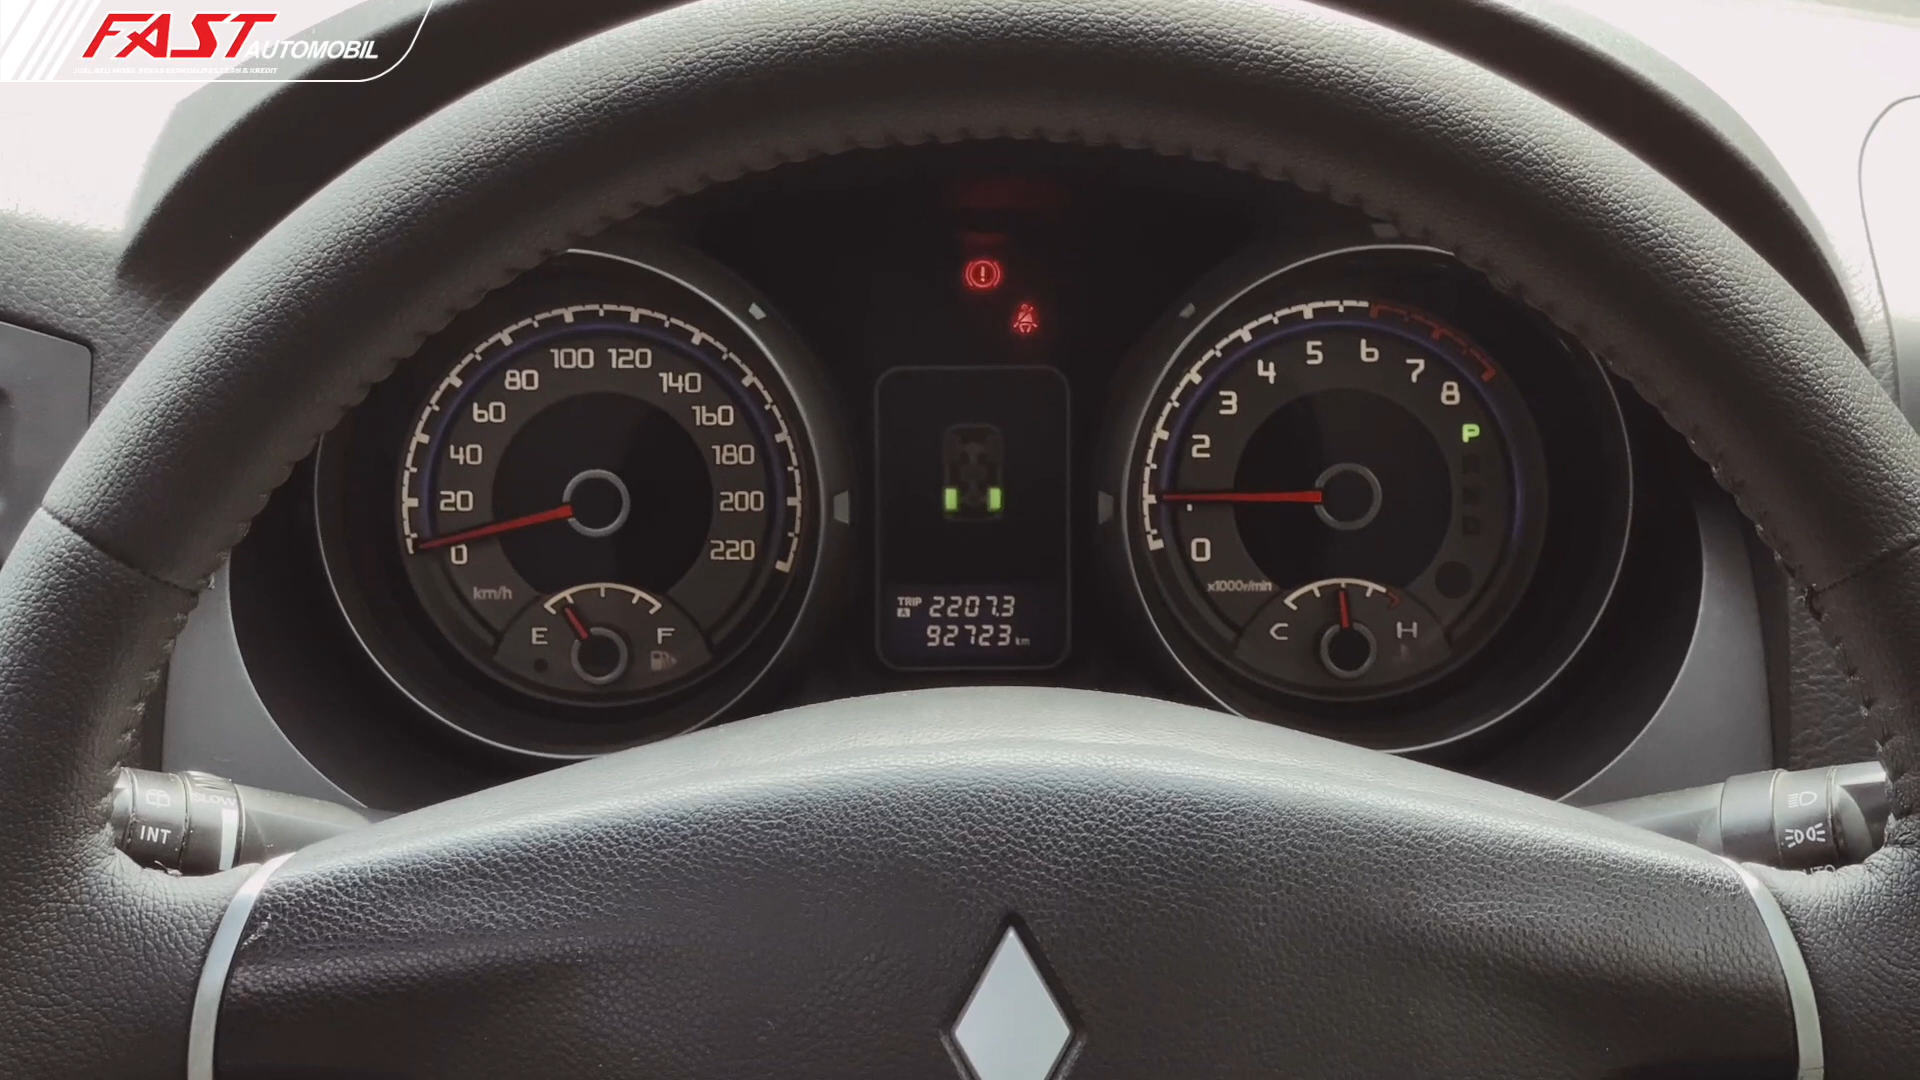 FAST AUTOMOBIL
100 120
80 140
60 160
40 180
20 200
0 220
km/h
E F
TRIP
A 2207.3
92723 km
5 6
4 7
3 8
2 P
0
x1000r/min
C H
INT
SLOW